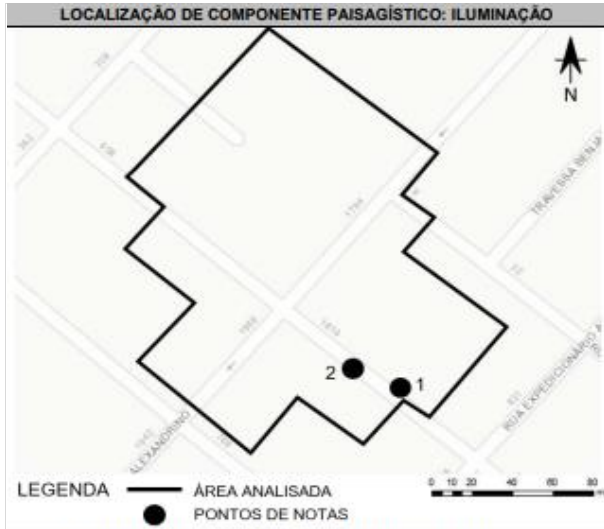 LOCALIZAÇÃO DE COMPONENTE PAISAGÍSTICO: ILUMINAÇÃO
N
TRAVESSA BENJA
1794
RUA EXPEDICIONÁRIO A
ALEXANDRINO
2
1
LEGENDA
ÁREA ANALISADA
PONTOS DE NOTAS
0 10 20 40 60 80